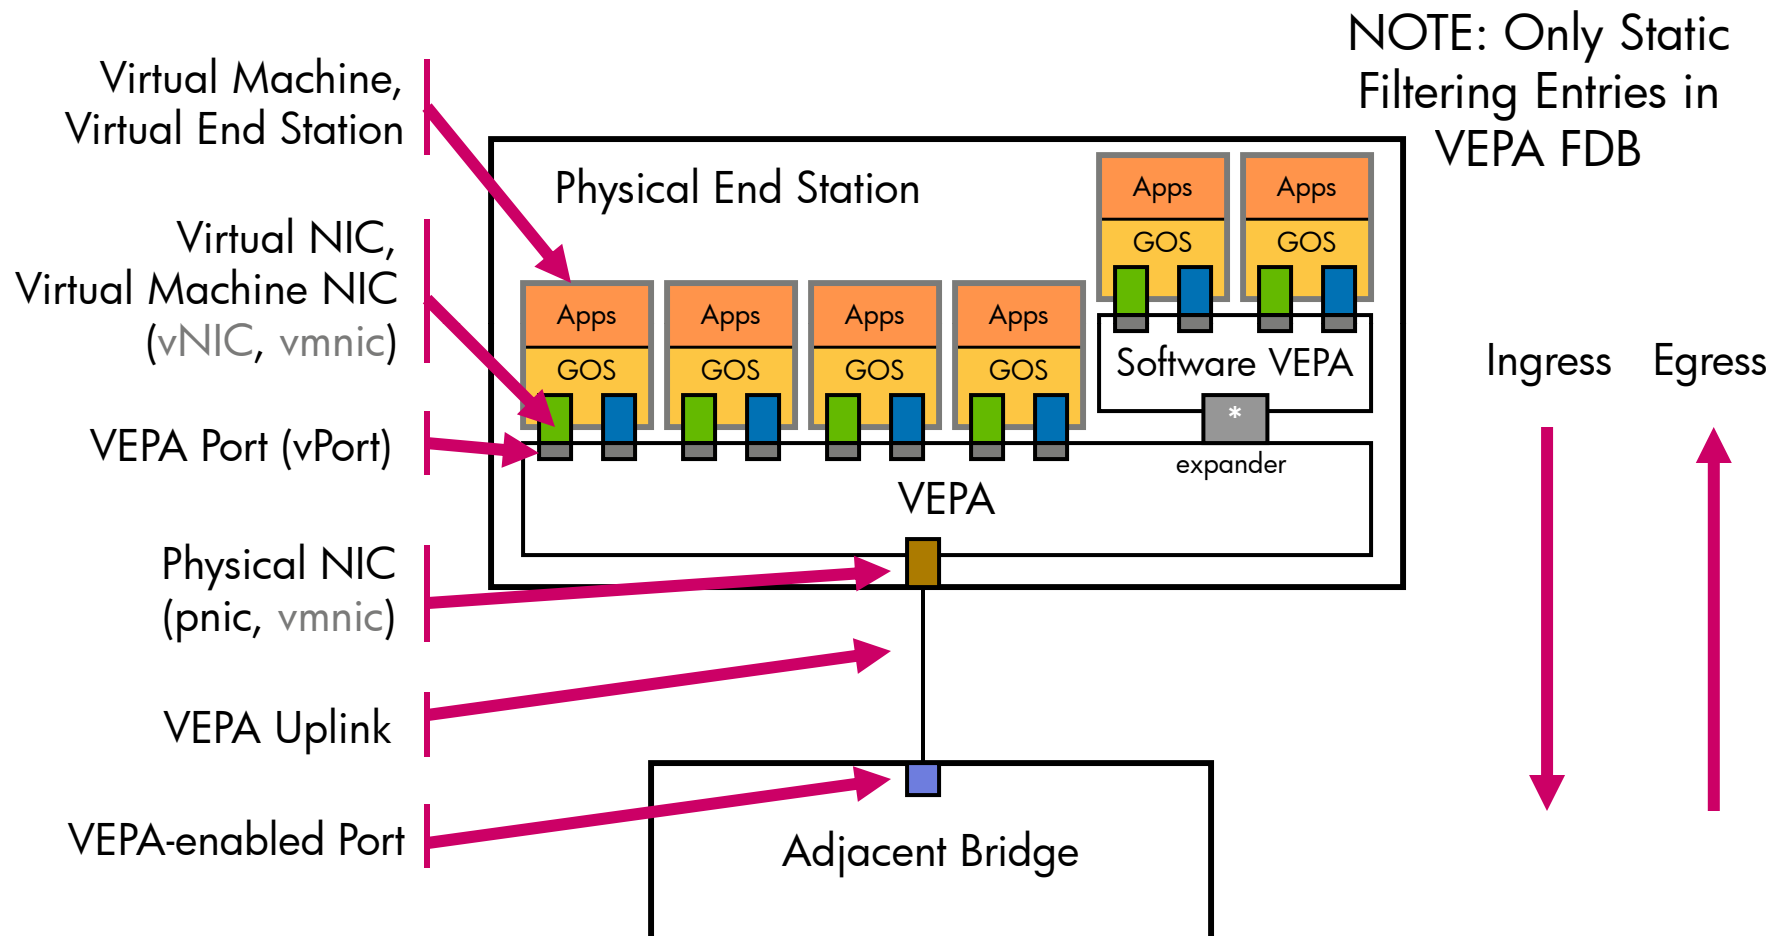 NOTE: Only Static
Filtering Entries in
VEPA FDB
Virtual Machine,
Virtual End Station
Virtual NIC,
Virtual Machine NIC
(vNIC, vmnic)
VEPA Port (vPort)
Physical NIC
(pnic, vmnic)
VEPA Uplink
VEPA-enabled Port
Physical End Station
Apps
GOS
Apps
GOS
Apps
GOS
Apps
GOS
Apps
GOS
Apps
GOS
Software VEPA
*
expander
VEPA
Adjacent Bridge
Ingress
Egress